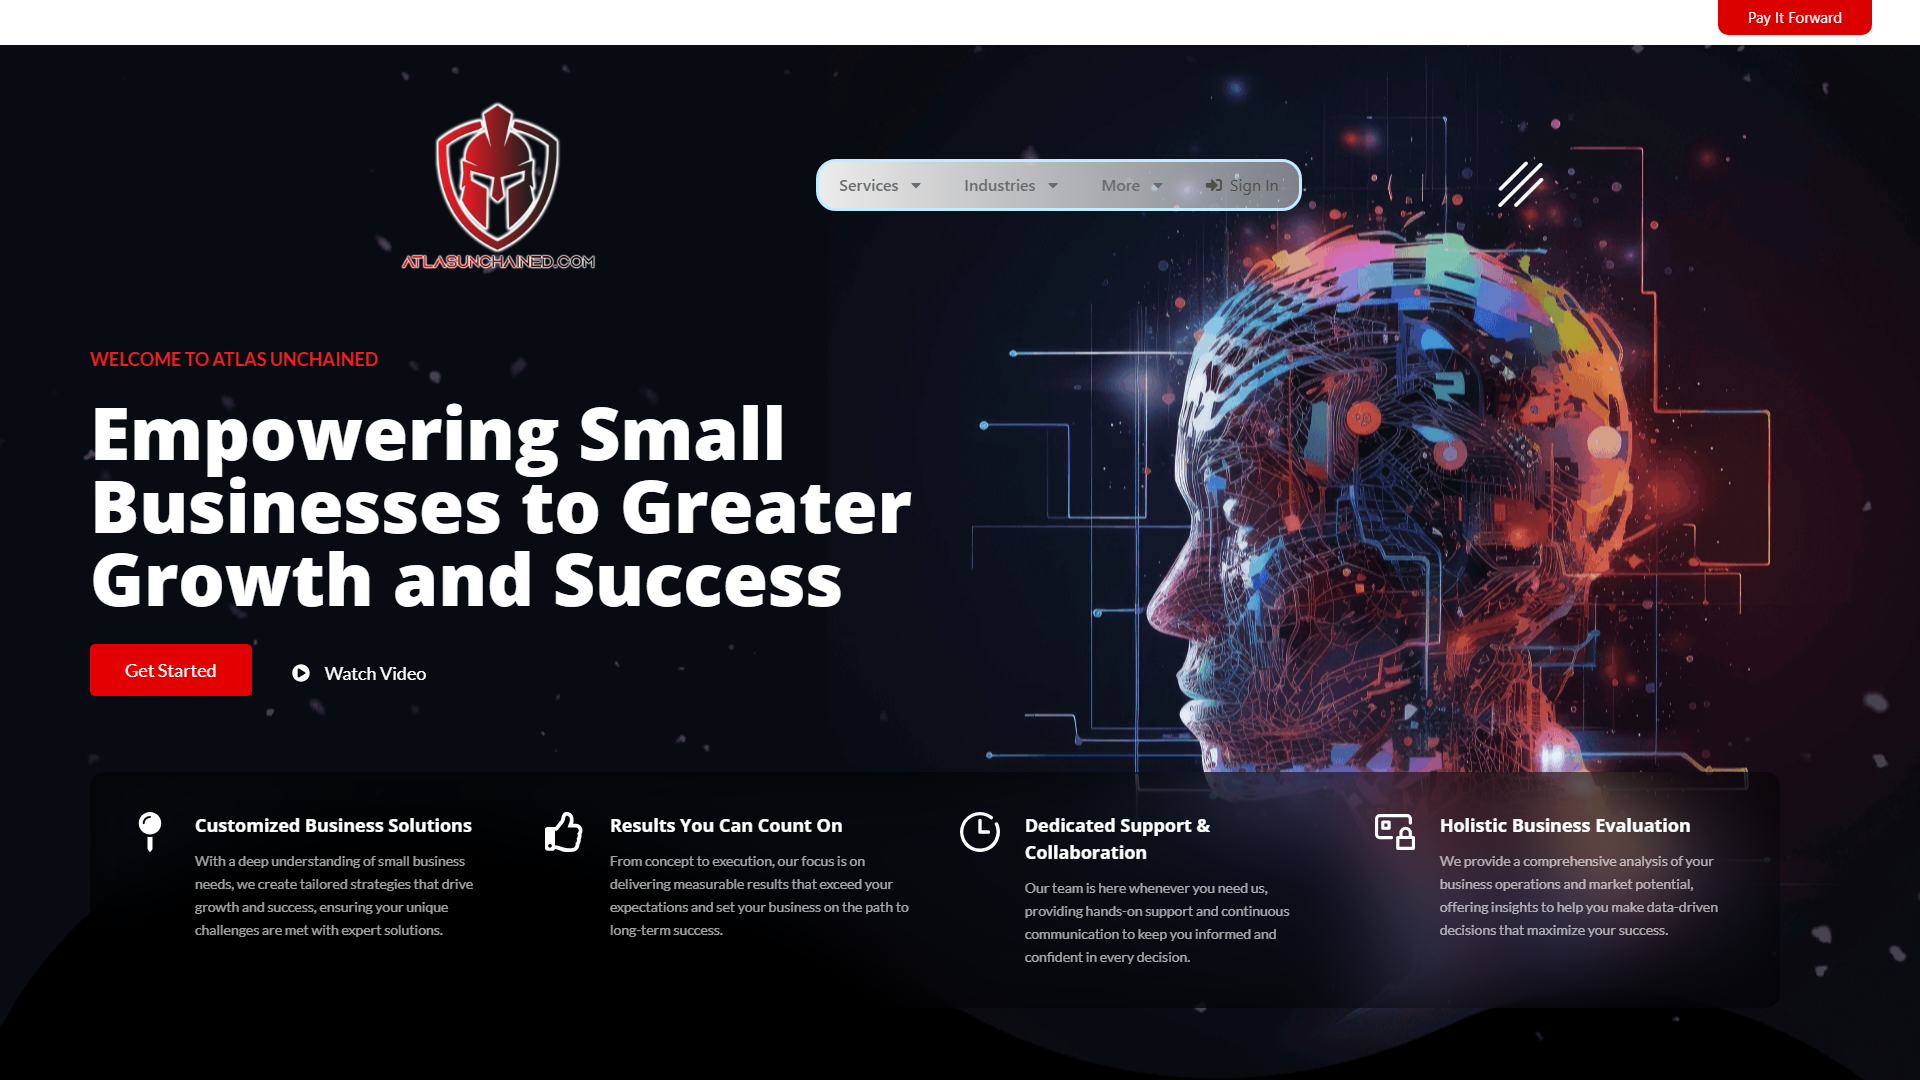 Pay It Forward
ATLASUNCHAINED.COM
Services
Industries
More
Sign In
WELCOME TO ATLAS UNCHAINED
Empowering Small
Businesses to Greater
Growth and Success
Get Started
Watch Video
Customized Business Solutions
With a deep understanding of small business
needs, we create tailored strategies that drive
growth and success, ensuring your unique
challenges are met with expert solutions.
Results You Can Count On
From concept to execution, our focus is on
delivering measurable results that exceed your
expectations and set your business on the path to
long-term success.
Dedicated Support &
Collaboration
Our team is here whenever you need us,
providing hands-on support and continuous
communication to keep you informed and
confident in every decision.
Holistic Business Evaluation
We provide a comprehensive analysis of your
business operations and market potential,
offering insights to help you make data-driven
decisions that maximize your success.